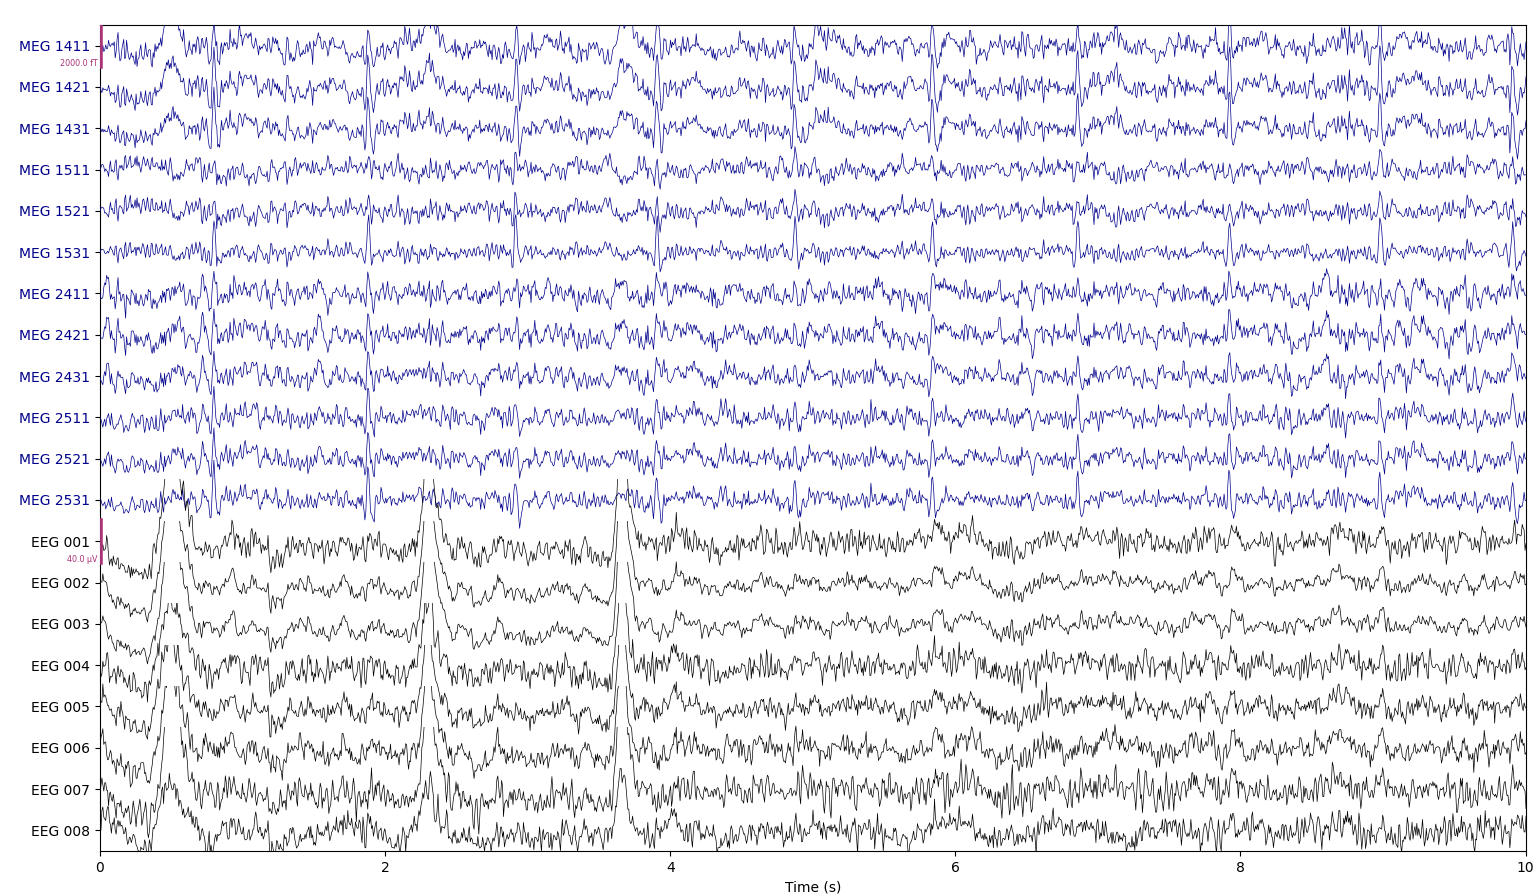 MEG 1411
2000.0 fT
MEG 1421
MEG 1431
MEG 1511
MEG 1521
MEG 1531
MEG 2411
MEG 2421
MEG 2431
MEG 2511
MEG 2521
MEG 2531
EEG 001
40.0 µV
EEG 002
EEG 003
EEG 004
EEG 005
EEG 006
EEG 007
EEG 008
0 2 4 6 8 10
Time (s)